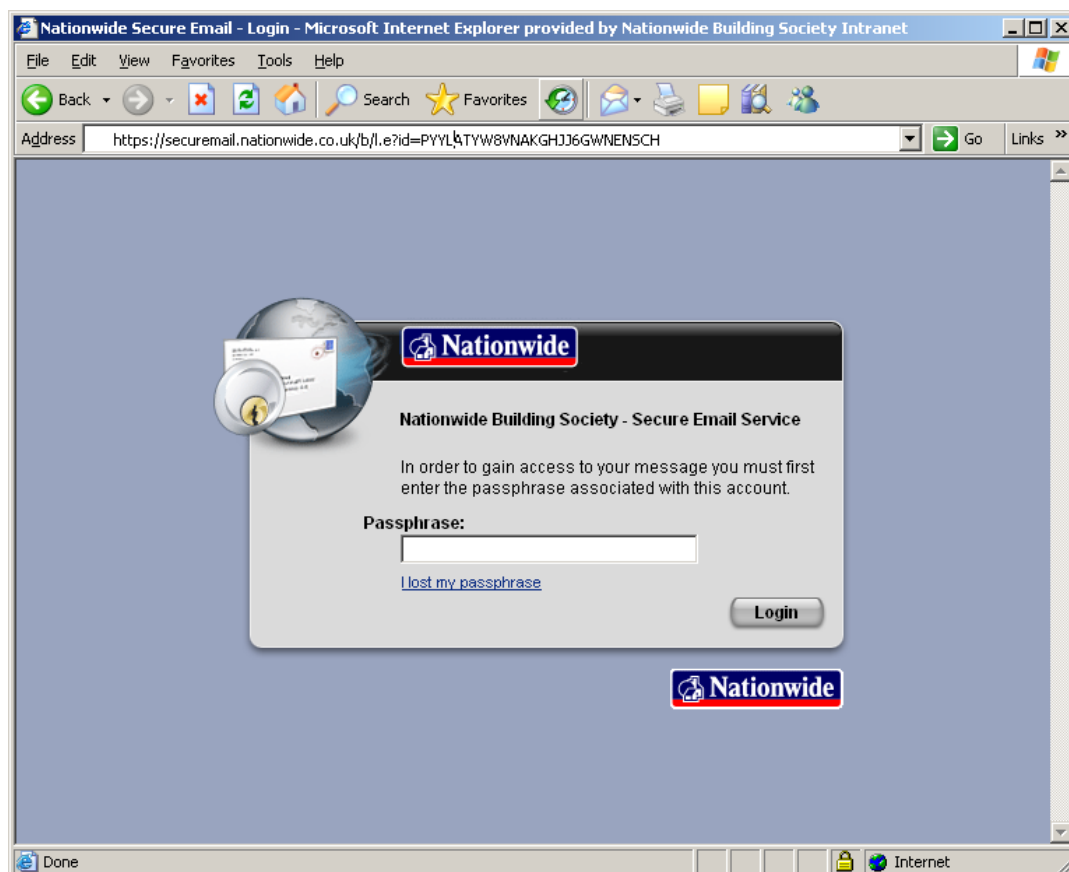 Nationwide Secure Email - Login - Microsoft Internet Explorer provided by Nationwide Building Society Intranet
File Edit View Favorites Tools Help
Back Search Favorites
Address https://securemail.nationwide.co.uk/b/l.e?id=PYYLATYW8VNAKGHJJ6GWNENSCH Go Links »
Nationwide
Nationwide Building Society - Secure Email Service
In order to gain access to your message you must first
enter the passphrase associated with this account.
Passphrase:
I lost my passphrase
Login
Nationwide
Done Internet